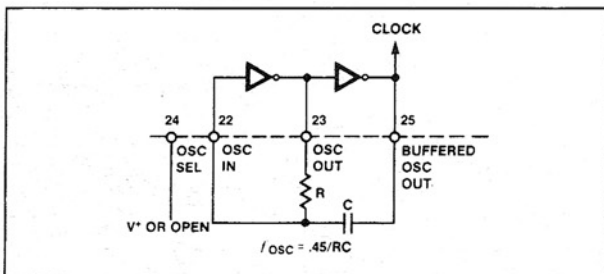 CLOCK
24 22 23 25
OSC SEL
OSC IN
OSC OUT
BUFFERED OSC OUT
R
C
V+ OR OPEN
fOSC = .45/RC